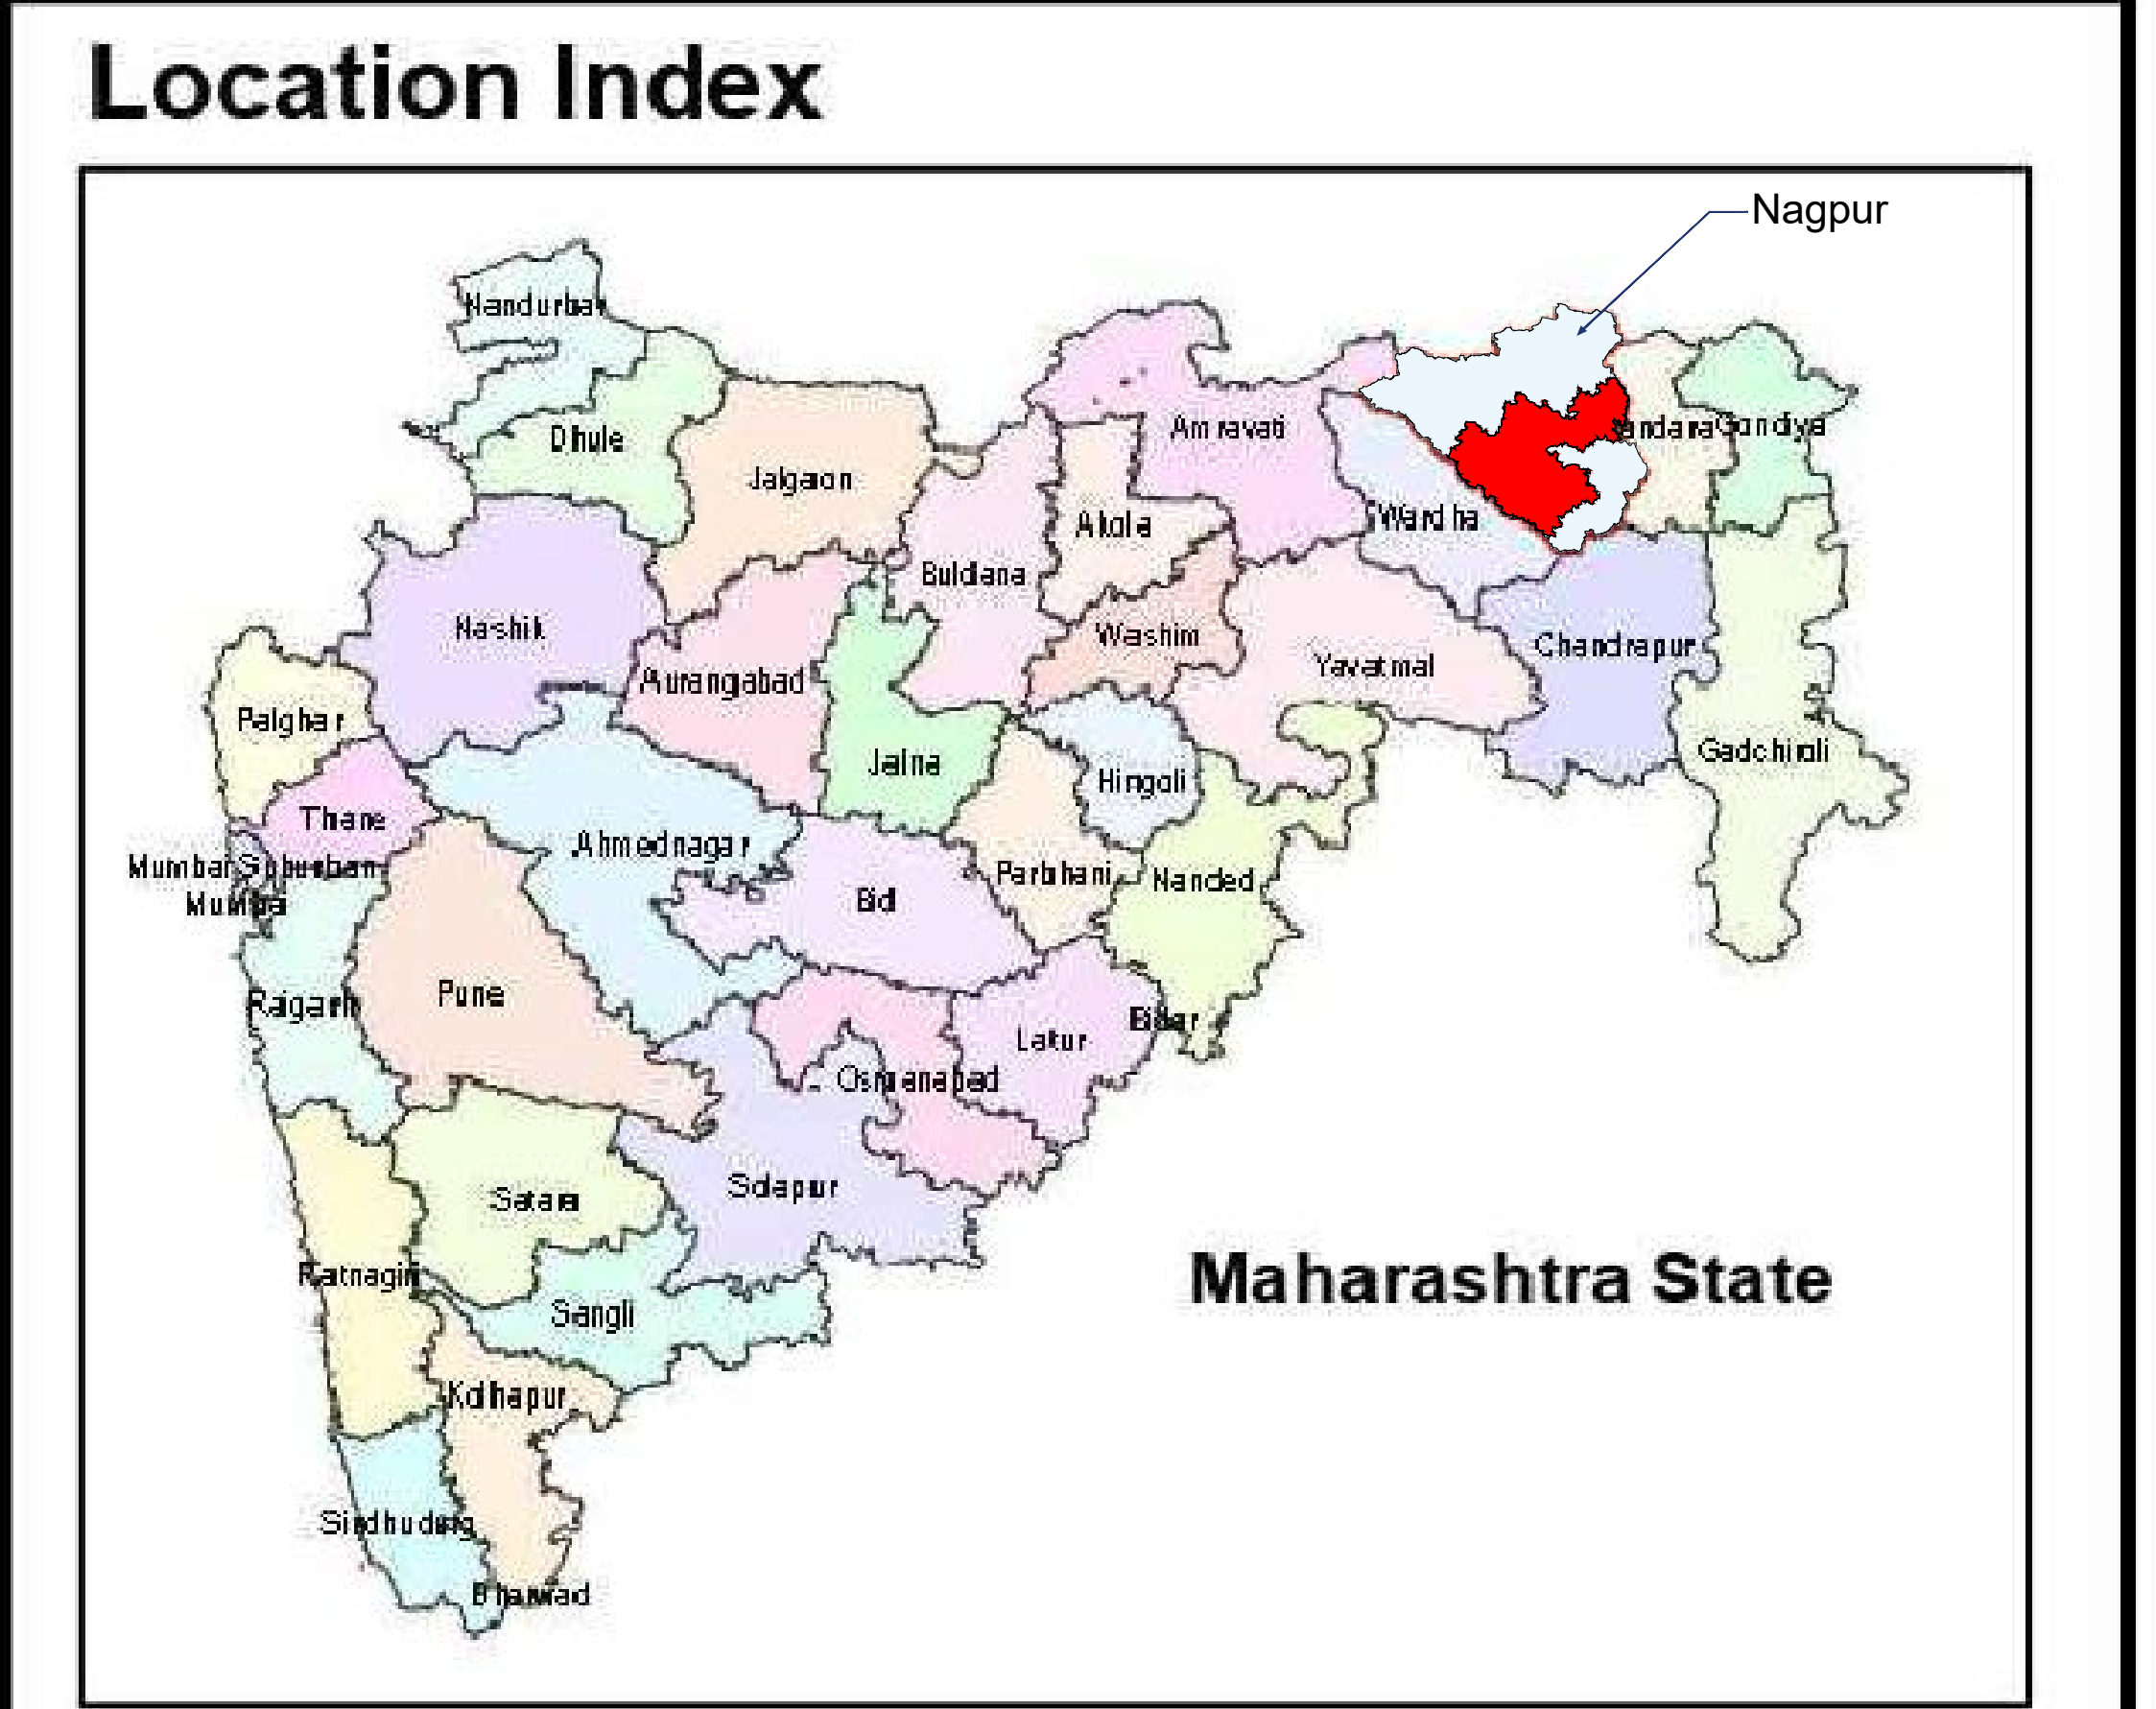 Location Index
Nagpur
Nandurbar
Dhule
Jalgaon
Amravati
andara
Gondiya
Akola
Wardha
Buldana
Nashik
Washim
Yavatmal
Chandrapur
Aurangabad
Palghar
Jalna
Hingoli
Gadchiroli
Thane
Ahmednagar
Mumbai Suburban
Mumbai
Bid
Parbhani
Nanded
Raigarh
Pune
Latur
Bidar
Osmanabad
Satara
Solapur
Maharashtra State
Ratnagiri
Sangli
Kolhapur
Sindhudurg
Dharwad